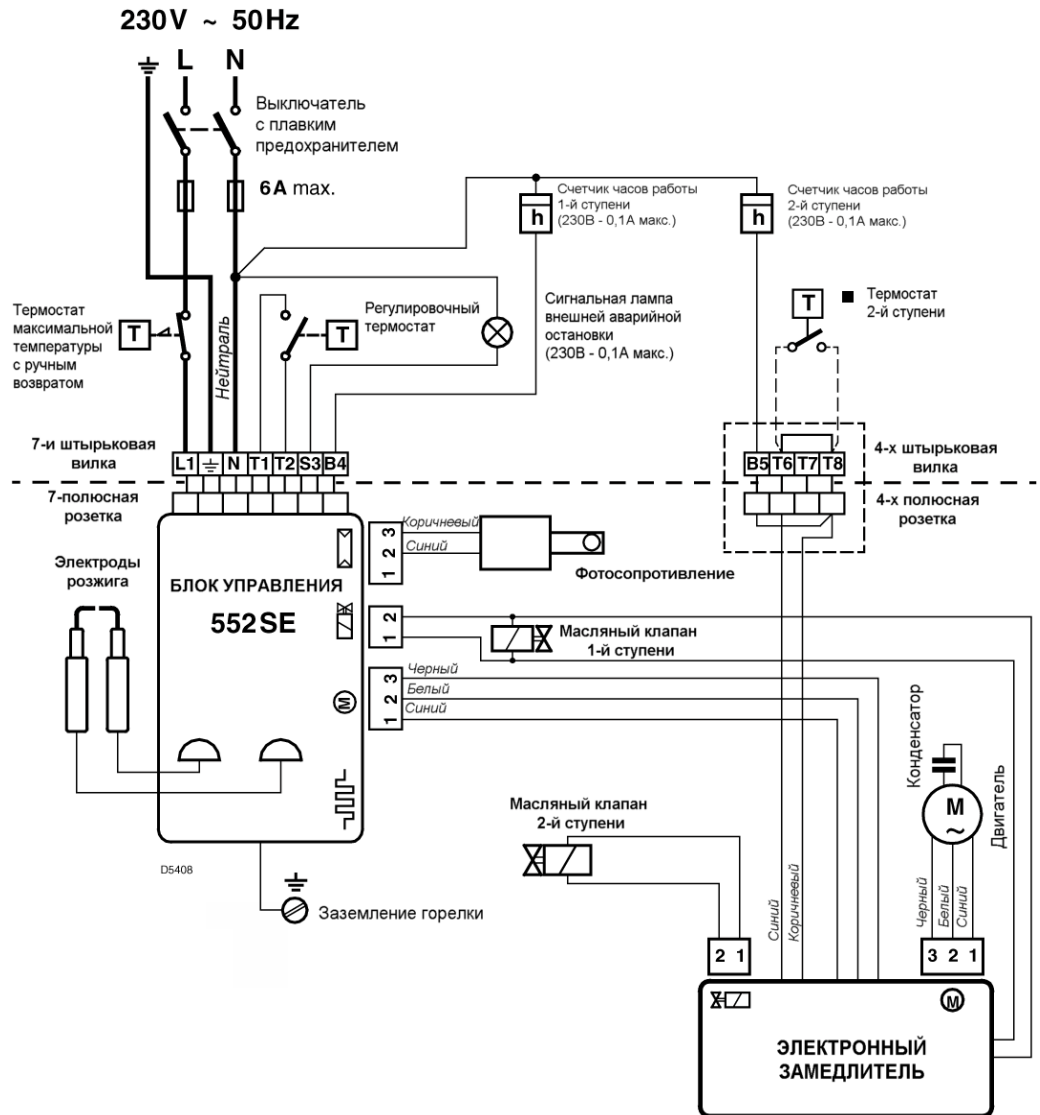 230V ~ 50Hz
L N
Выключатель
с плавким
предохранителем
6A max.
Счетчик часов работы
1-й ступени
(230В - 0,1А макс.)
h
Счетчик часов работы
2-й ступени
(230В - 0,1А макс.)
h
Термостат
максимальной
температуры
с ручным
возвратом
T
Нейтраль
Регулировочный
термостат
T
Сигнальная лампа
внешней аварийной
остановки
(230В - 0,1А макс.)
T
Термостат
2-й ступени
7-и штырьковая
вилка
L1 N T1 T2 S3 B4
B5 T6 T7 T8
4-х штырьковая
вилка
7-полюсная
розетка
4-х полюсная
розетка
Электроды
розжига
БЛОК УПРАВЛЕНИЯ
552SE
3
2
1
Коричневый
Синий
Фотосопротивление
2
1
Масляный клапан
1-й ступени
M
3
2
1
Черный
Белый
Синий
Масляный клапан
2-й ступени
Конденсатор
M
~
Двигатель
D5408
Заземление горелки
Синий
Коричневый
Черный
Белый
Синий
2 1
3 2 1
M
ЭЛЕКТРОННЫЙ
ЗАМЕДЛИТЕЛЬ